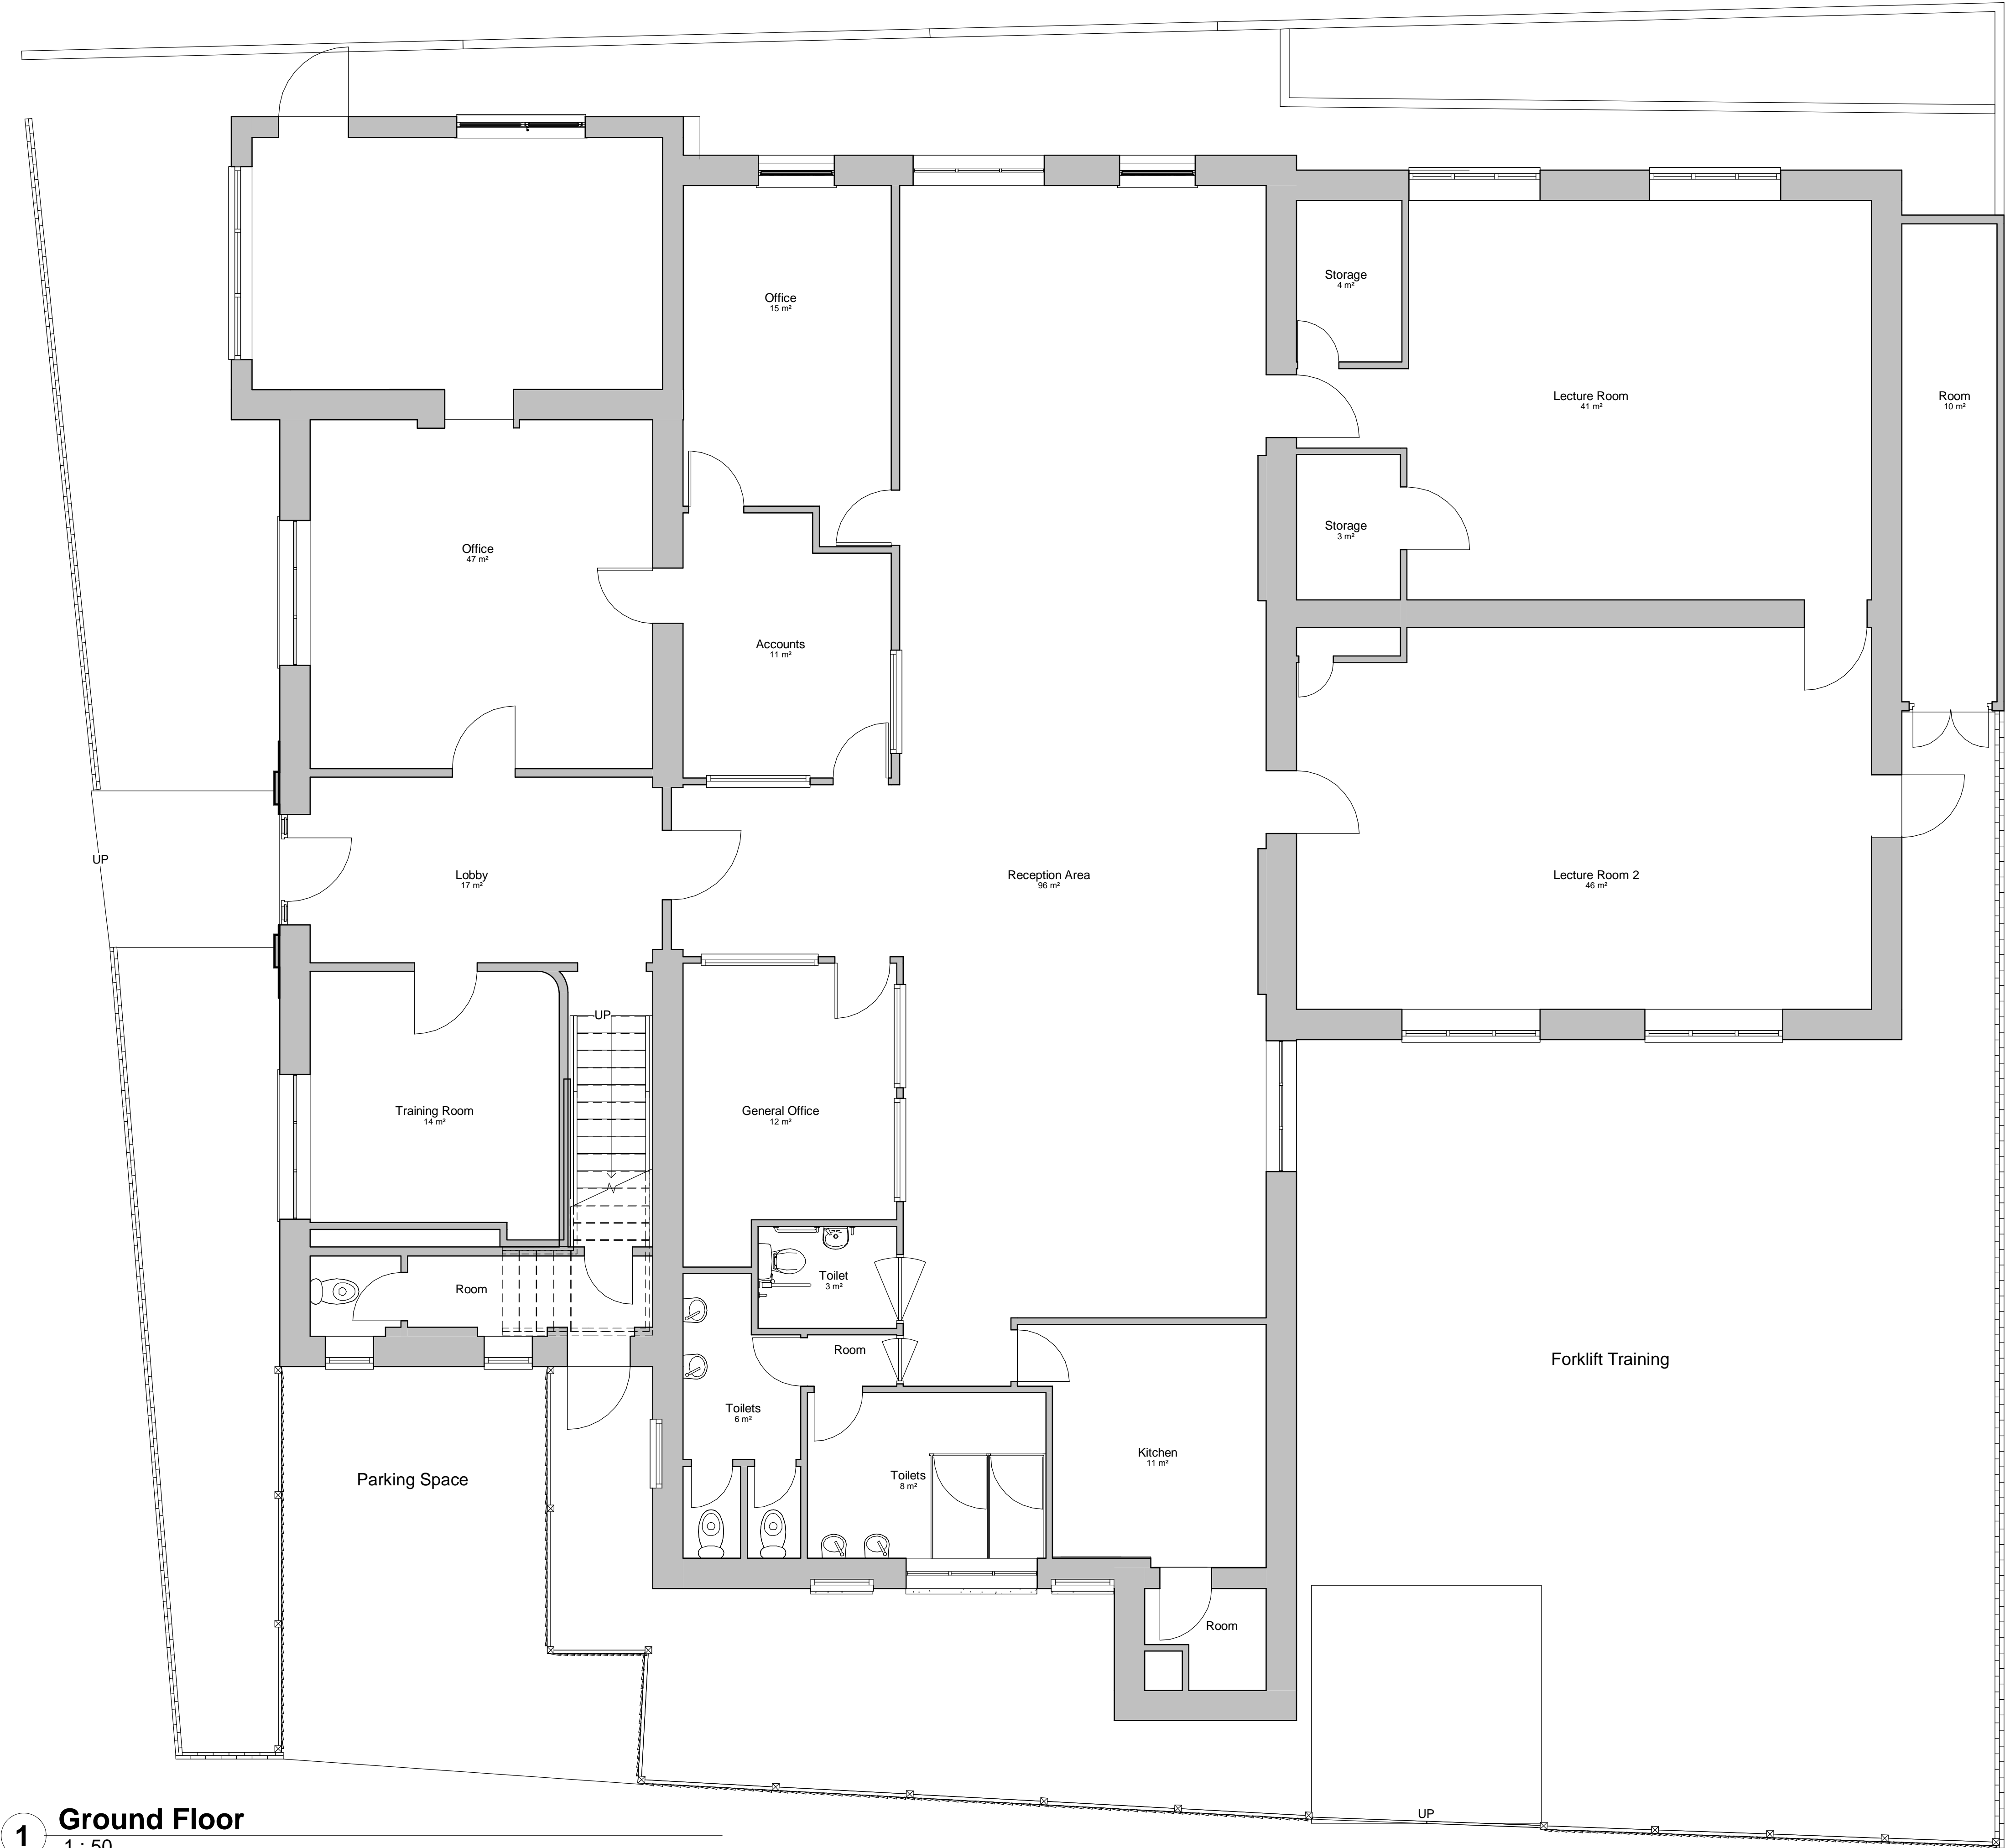 Office
15 m²
Storage
4 m²
Lecture Room
41 m²
Room
10 m²
Office
47 m²
Storage
3 m²
Accounts
11 m²
UP
Lobby
17 m²
Reception Area
96 m²
Lecture Room 2
46 m²
UP
Training Room
14 m²
General Office
12 m²
Toilet
3 m²
Room
Room
Forklift Training
Toilets
6 m²
Parking Space
Toilets
8 m²
Kitchen
11 m²
Room
UP
1
Ground Floor
1 : 50